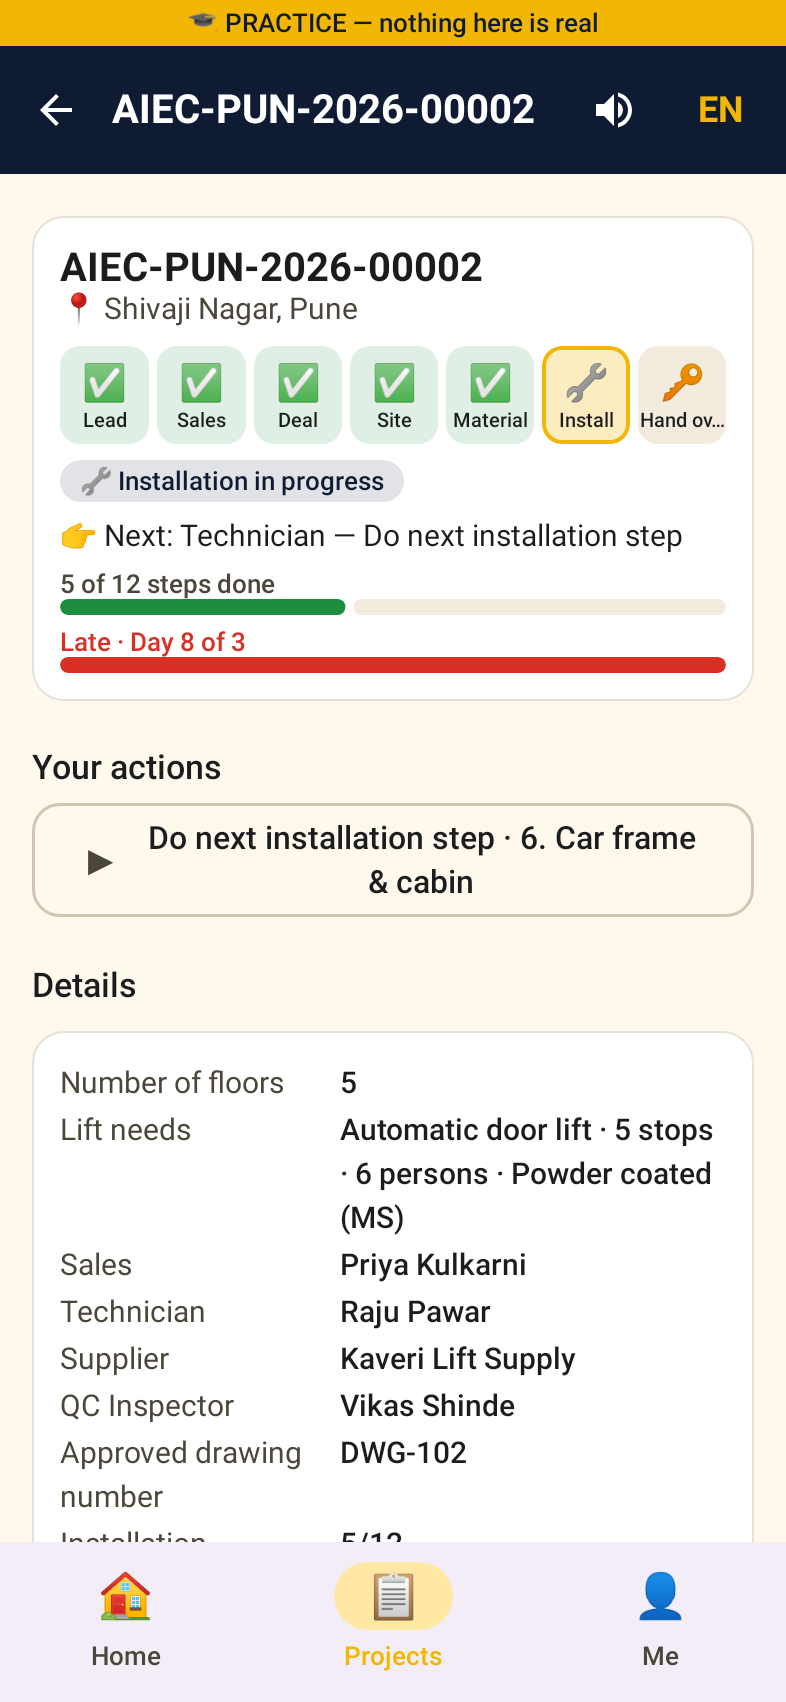 PRACTICE — nothing here is real
AIEC-PUN-2026-00002
EN
AIEC-PUN-2026-00002
Shivaji Nagar, Pune
Lead
Sales
Deal
Site
Material
Install
Hand ov...
Installation in progress
Next: Technician — Do next installation step
5 of 12 steps done
Late · Day 8 of 3
Your actions
Do next installation step · 6. Car frame
& cabin
Details
Number of floors 5
Lift needs Automatic door lift · 5 stops
· 6 persons · Powder coated
(MS)
Sales Priya Kulkarni
Technician Raju Pawar
Supplier Kaveri Lift Supply
QC Inspector Vikas Shinde
Approved drawing DWG-102
number
Installation 5/12
Home
Projects
Me